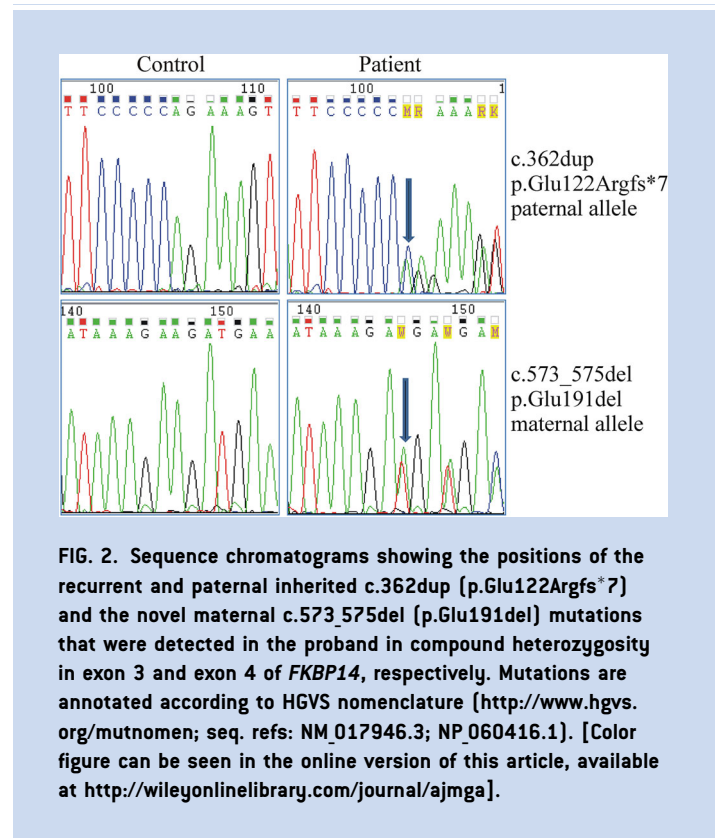 Control Patient
100 110 100 1
T T C C C C C A G A A A G T T T C C C C C M R A A A R K
c.362dup
p.Glu122Argfs*7
paternal allele
140 150 140 150
A T A A A G A A G A T G A A A T A A A G A W G A W G A M
c.573_575del
p.Glu191del
maternal allele
FIG. 2. Sequence chromatograms showing the positions of the
recurrent and paternal inherited c.362dup (p.Glu122Argfs*7)
and the novel maternal c.573_575del (p.Glu191del) mutations
that were detected in the proband in compound heterozygosity
in exon 3 and exon 4 of FKBP14, respectively. Mutations are
annotated according to HGVS nomenclature (http://www.hgvs.
org/mutnomen; seq. refs: NM_017946.3; NP_060416.1). [Color
figure can be seen in the online version of this article, available
at http://wileyonlinelibrary.com/journal/ajmga].